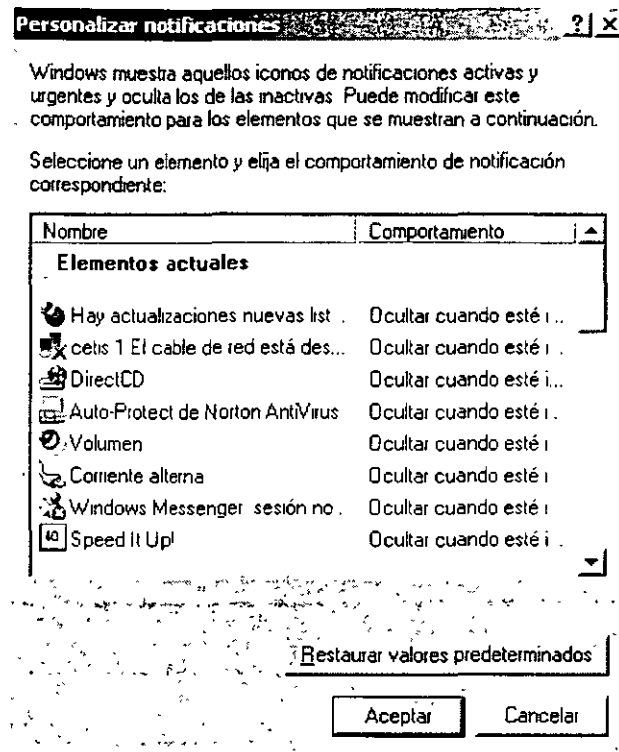 Personalizar notificaciones
Windows muestra aquellos iconos de notificaciones activas y
urgentes y oculta los de las inactivas Puede modificar este
comportamiento para los elementos que se muestran a continuación.
Seleccione un elemento y elija el comportamiento de notificación
correspondiente:
Nombre Comportamiento
Elementos actuales
Hay actualizaciones nuevas list . Ocultar cuando esté i ...
cetis 1 El cable de red está des... Ocultar cuando esté i .
DirectCD Ocultar cuando esté i...
Auto-Protect de Norton AntiVirus Ocultar cuando esté i .
Volumen Ocultar cuando esté i
Corriente alterna Ocultar cuando esté i
Windows Messenger sesión no . Ocultar cuando esté i
Speed It Up! Ocultar cuando esté i .
Restaurar valores predeterminados
Aceptar Cancelar